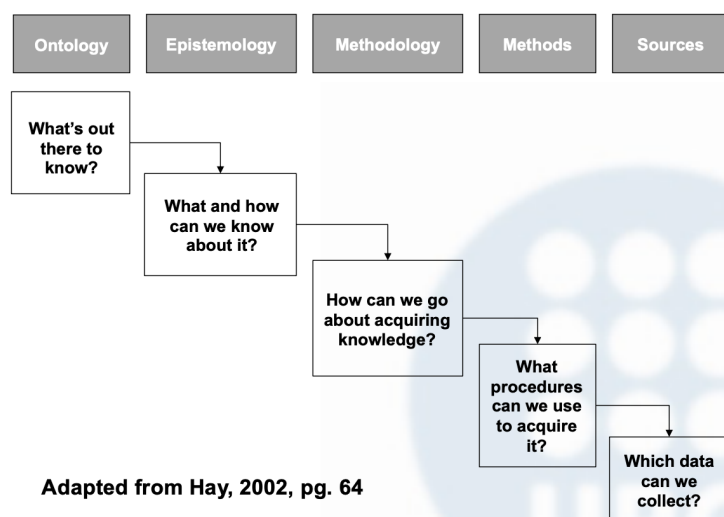 Ontology
Epistemology
Methodology
Methods
Sources
What's out
there to
know?
What and how
can we know
about it?
How can we go
about acquiring
knowledge?
What
procedures
can we use
to acquire
it?
Which data
can we
collect?
Adapted from Hay, 2002, pg. 64